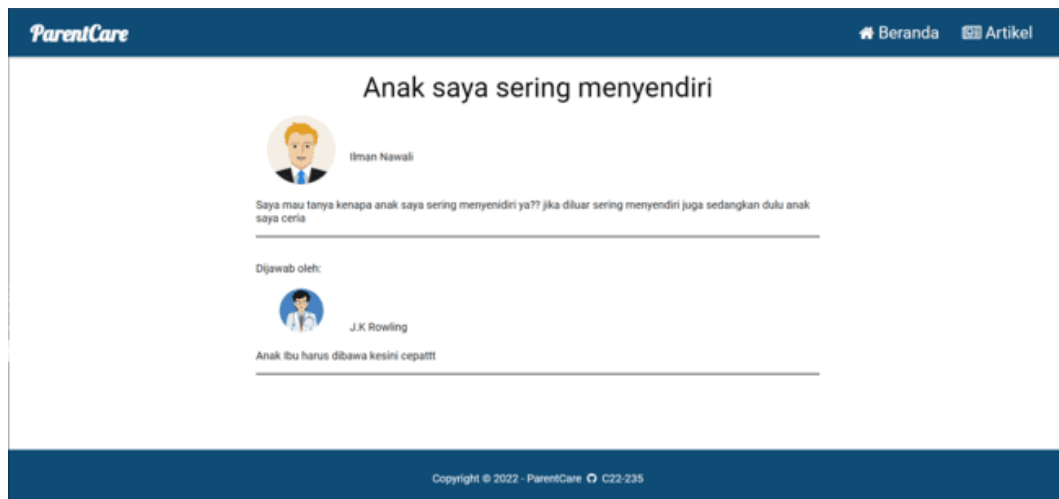 ParentCare
Beranda Artikel
Anak saya sering menyendiri
Ilman Nawali
Saya mau tanya kenapa anak saya sering menyenidiri ya?? jika diluar sering menyendiri juga sedangkan dulu anak
saya ceria
Dijawab oleh:
J.K Rowling
Anak Ibu harus dibawa kesini cepattt
Copyright © 2022 - ParentCare C22-235